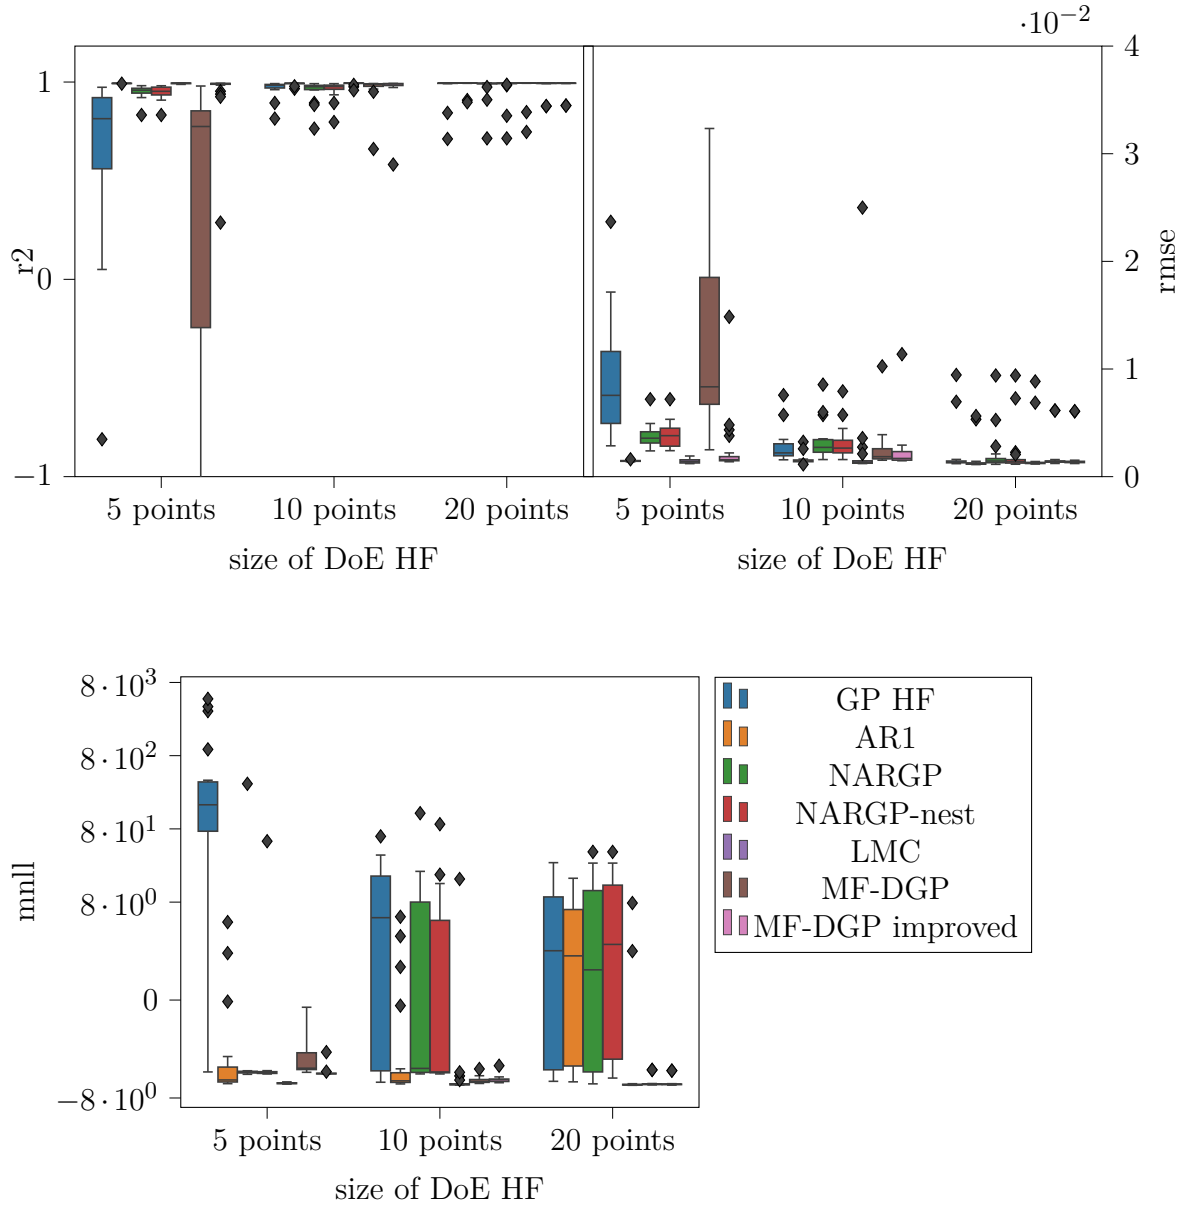 ·10⁻²
1
0
−1
r2
5 points
10 points
20 points
size of DoE HF
4
3
2
1
0
rmse
5 points
10 points
20 points
size of DoE HF
8·10³
8·10²
8·10¹
8·10⁰
0
−8·10⁰
mnll
5 points
10 points
20 points
size of DoE HF
GP HF
AR1
NARGP
NARGP-nest
LMC
MF-DGP
MF-DGP improved